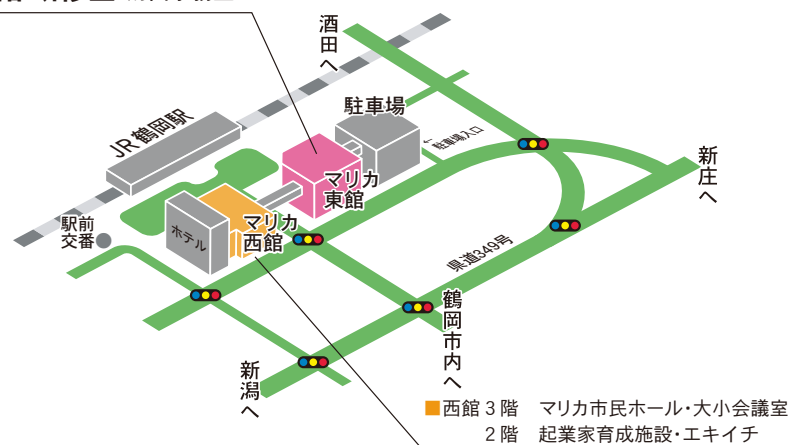 酒田へ
駐車場
←駐車場入口
JR鶴岡駅
マリカ
東館
新庄へ
駅前
交番
ホテル
マリカ
西館
県道349号
鶴岡市内へ
新潟へ
■西館 3 階 マリカ市民ホール・大小会議室
2 階 起業家育成施設・エキイチ